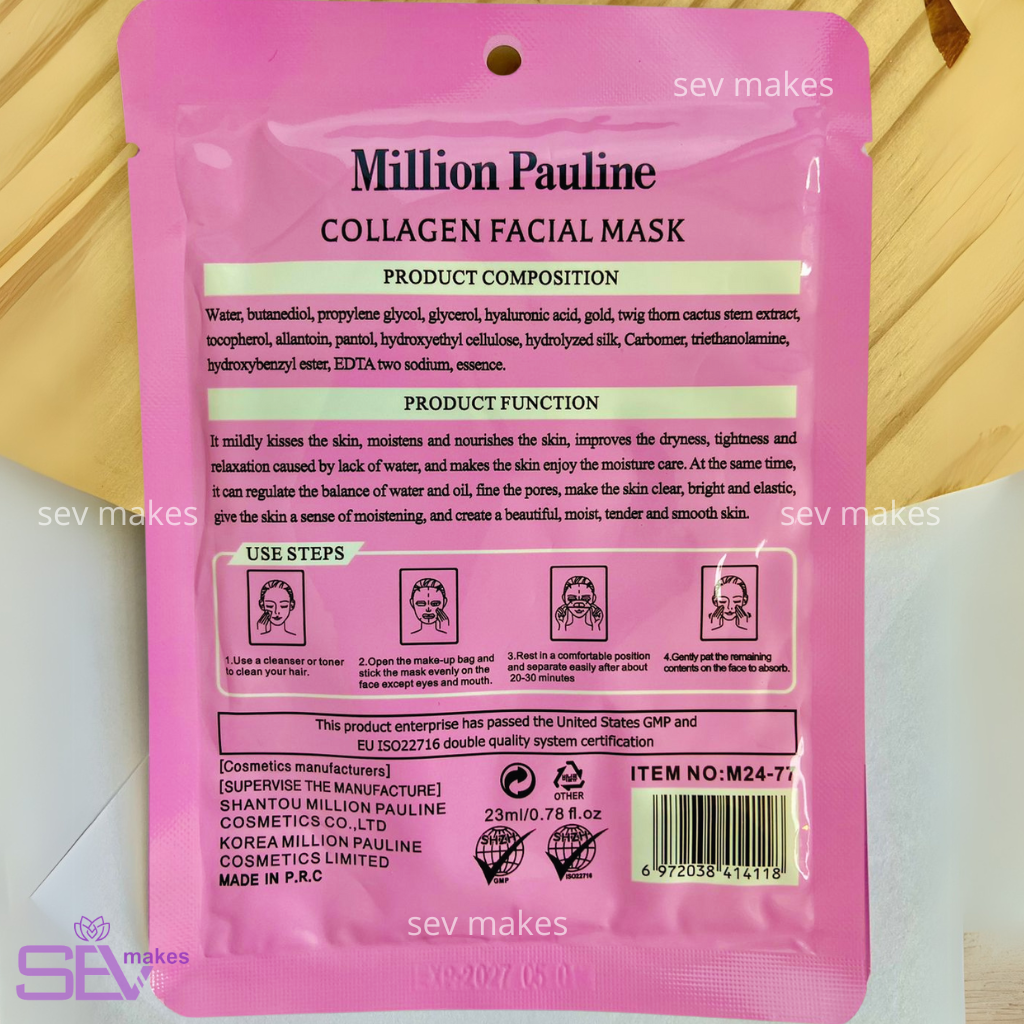 sev makes
Million Pauline
COLLAGEN FACIAL MASK
PRODUCT COMPOSITION
Water, butanediol, propylene glycol, glycerol, hyaluronic acid, gold, twig thorn cactus stem extract,
tocopherol, allantoin, pantol, hydroxyethyl cellulose, hydrolyzed silk, Carbomer, triethanolamine,
hydroxybenzyl ester, EDTA two sodium, essence.
PRODUCT FUNCTION
It mildly kisses the skin, moistens and nourishes the skin, improves the dryness, tightness and
relaxation caused by lack of water, and makes the skin enjoy the moisture care. At the same time,
it can regulate the balance of water and oil, fine the pores, make the skin clear, bright and elastic,
give the skin a sense of moistening, and create a beautiful, moist, tender and smooth skin.
sev makes
sev makes
USE STEPS
1.Use a cleanser or toner
to clean your hair.
2.Open the make-up bag and
stick the mask evenly on the
face except eyes and mouth.
3.Rest in a comfortable position
and separate easily after about
20-30 minutes
4.Gently pat the remaining
contents on the face to absorb.
This product enterprise has passed the United States GMP and
EU ISO22716 double quality system certification
[Cosmetics manufacturers]
[SUPERVISE THE MANUFACTURE]
SHANTOU MILLION PAULINE
COSMETICS CO.,LTD
KOREA MILLION PAULINE
COSMETICS LIMITED
MADE IN P.R.C
OTHER
23ml/0.78 fl.oz
SHZH
GMP
SHZH
ISO22716
ITEM NO:M24-77
6 972038 414118
sev makes
SEV makes
EXP-2027 05 01